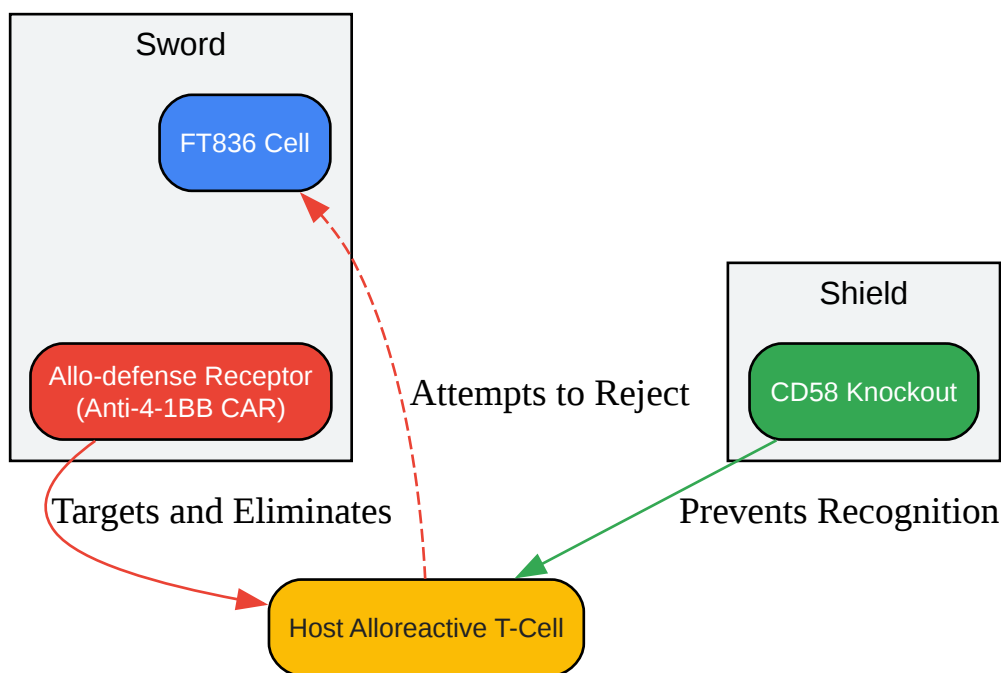 Sword
FT836 Cell
Shield
Allo-defense Receptor
(Anti-4-1BB CAR)
Attempts to Reject
CD58 Knockout
Targets and Eliminates
Prevents Recognition
Host Alloreactive T-Cell